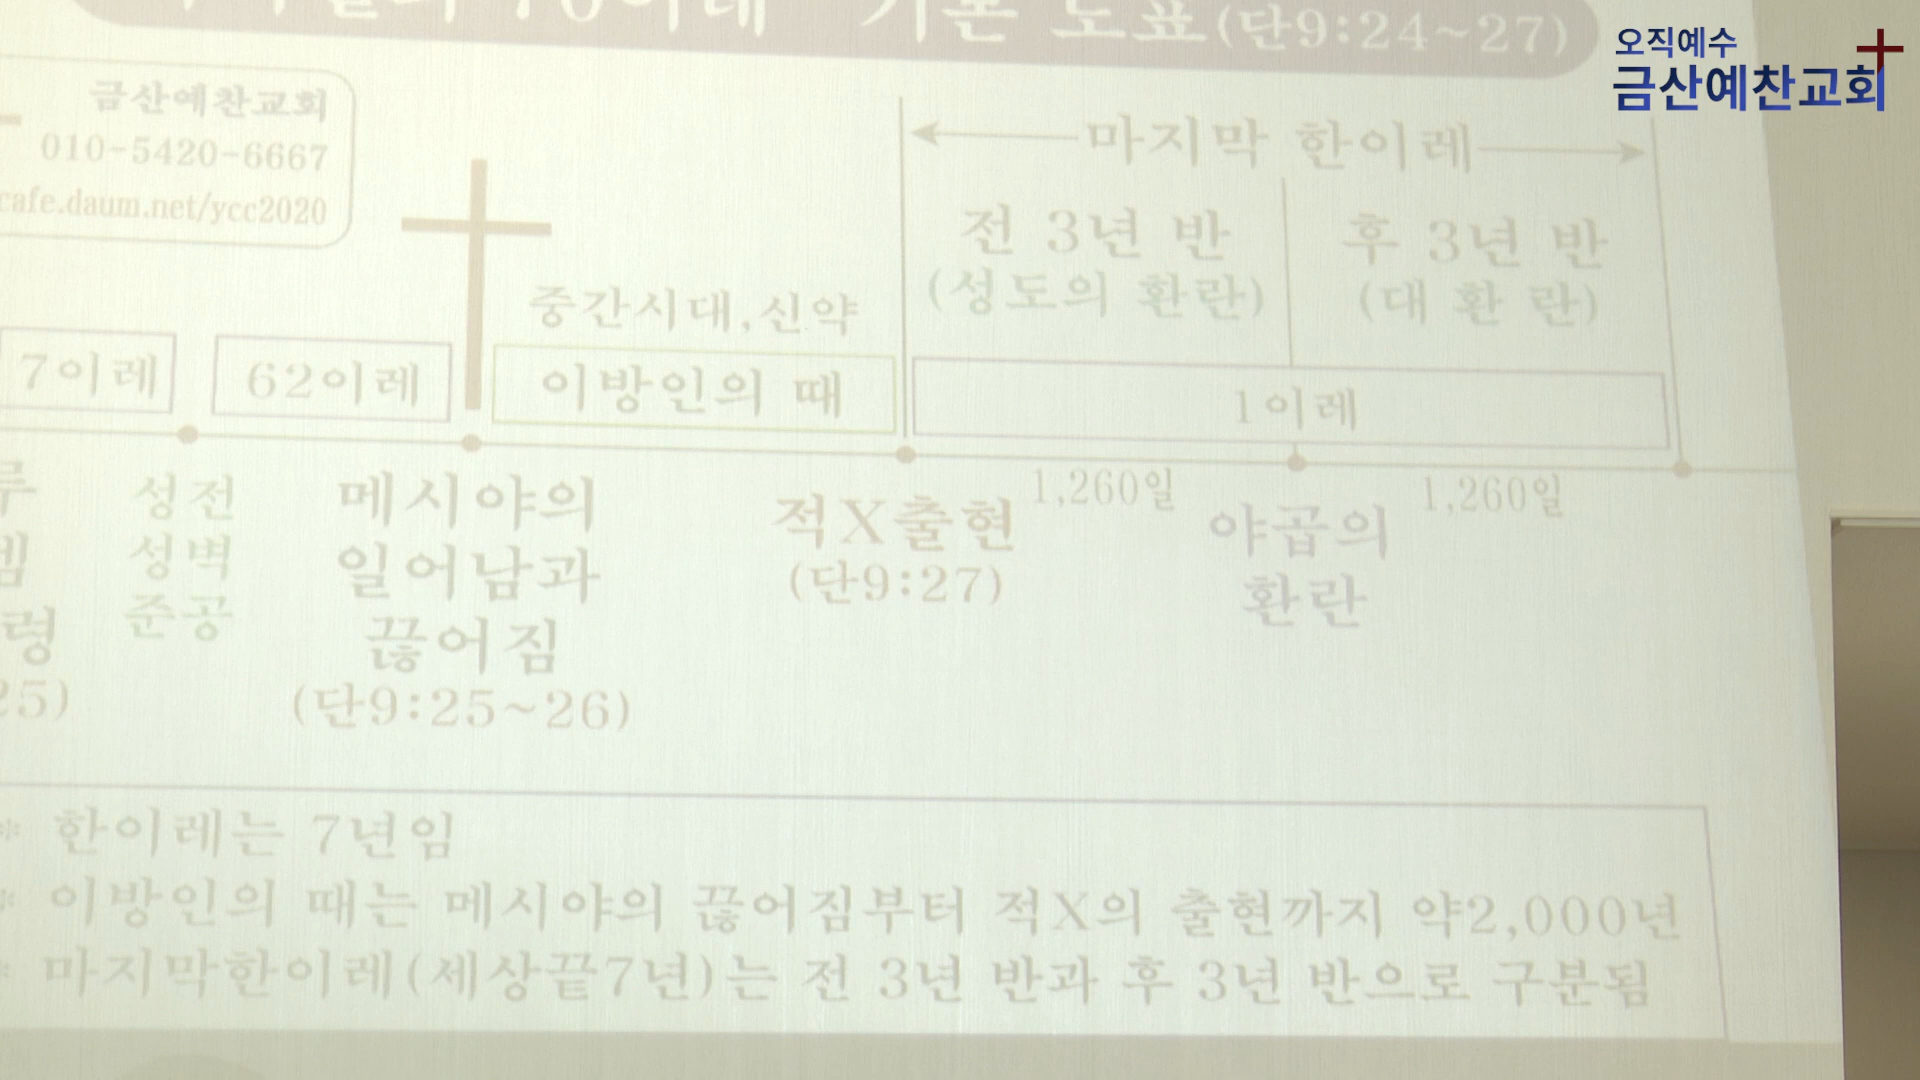 70이레 기본 도표(단9:24~27)
오직예수
금산예찬교회
금산예찬교회
010-5420-6667
cafe.daum.net/ycc2020
마지막 한이레
전 3년 반
(성도의 환란)
후 3년 반
(대 환 란)
중간시대,신약
7이레
62이레
이방인의 때
1이레
1,260일
1,260일
성전
성벽
준공
메시야의
일어남과
끊어짐
(단9:25~26)
적X출현
(단9:27)
야곱의
환란
* 한이레는 7년임
* 이방인의 때는 메시야의 끊어짐부터 적X의 출현까지 약2,000년
* 마지막한이레(세상끝7년)는 전 3년 반과 후 3년 반으로 구분됨